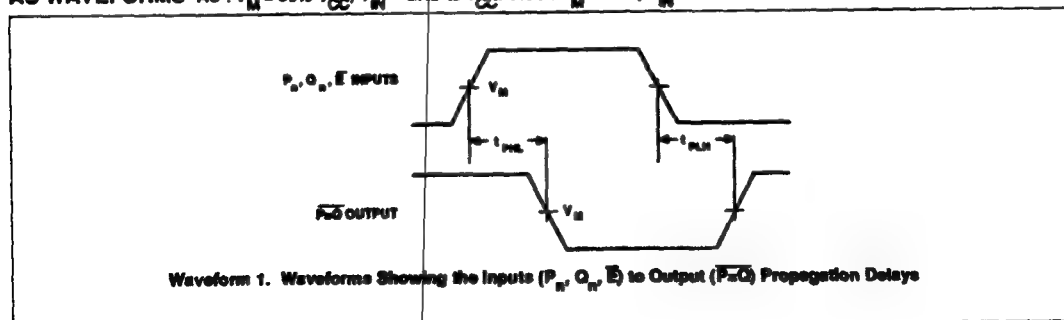 AC WAVEFORMS
Pn, Qn, E̅ INPUTS
VM
tPHL
tPLH
P̅=̅Q̅ OUTPUT
VM
Waveform 1. Waveforms Showing the Inputs (Pn, Qn, E̅) to Output (P̅=̅Q̅) Propagation Delays